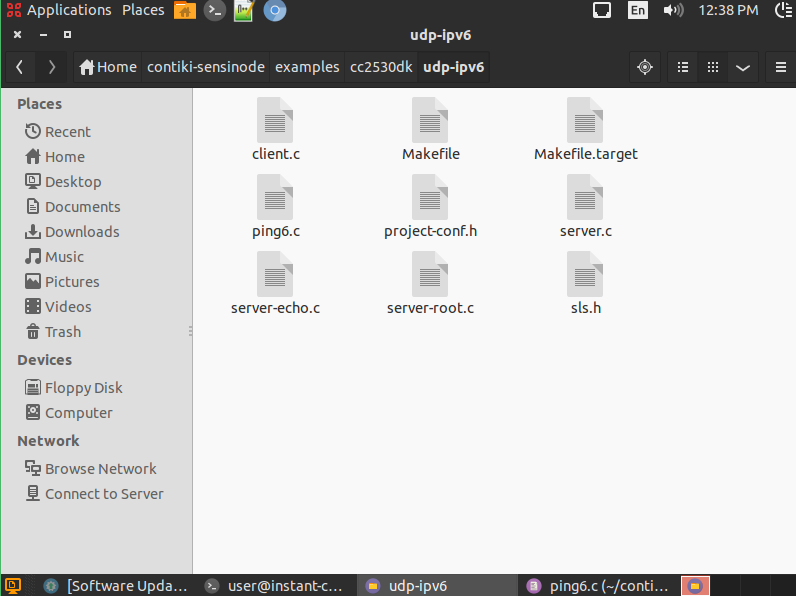 Applications Places En 12:38 PM
udp-ipv6
Home contiki-sensinode examples cc2530dk udp-ipv6
Places
Recent
Home
Desktop
Documents
Downloads
Music
Pictures
Videos
Trash
Devices
Floppy Disk
Computer
Network
Browse Network
Connect to Server
client.c Makefile Makefile.target
ping6.c project-conf.h server.c
server-echo.c server-root.c sls.h
[Software Upda... user@instant-c... udp-ipv6 ping6.c (~/conti...